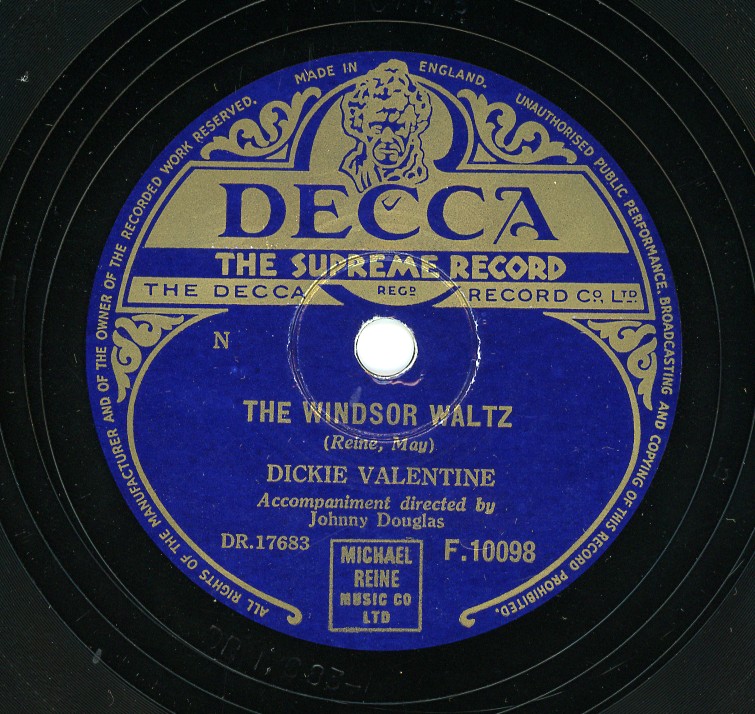 ALL RIGHTS OF THE MANUFACTURER AND OF THE OWNER OF THE RECORDED WORK RESERVED.
MADE IN ENGLAND.
UNAUTHORISED PUBLIC PERFORMANCE, BROADCASTING AND COPYING OF THIS RECORD PROHIBITED.
DECCA
THE SUPREME RECORD
THE DECCA REGD RECORD CO., LTD
N
THE WINDSOR WALTZ
(Reine, May)
DICKIE VALENTINE
Accompaniment directed by
Johnny Douglas
DR.17683
F.10098
MICHAEL
REINE
MUSIC CO
LTD